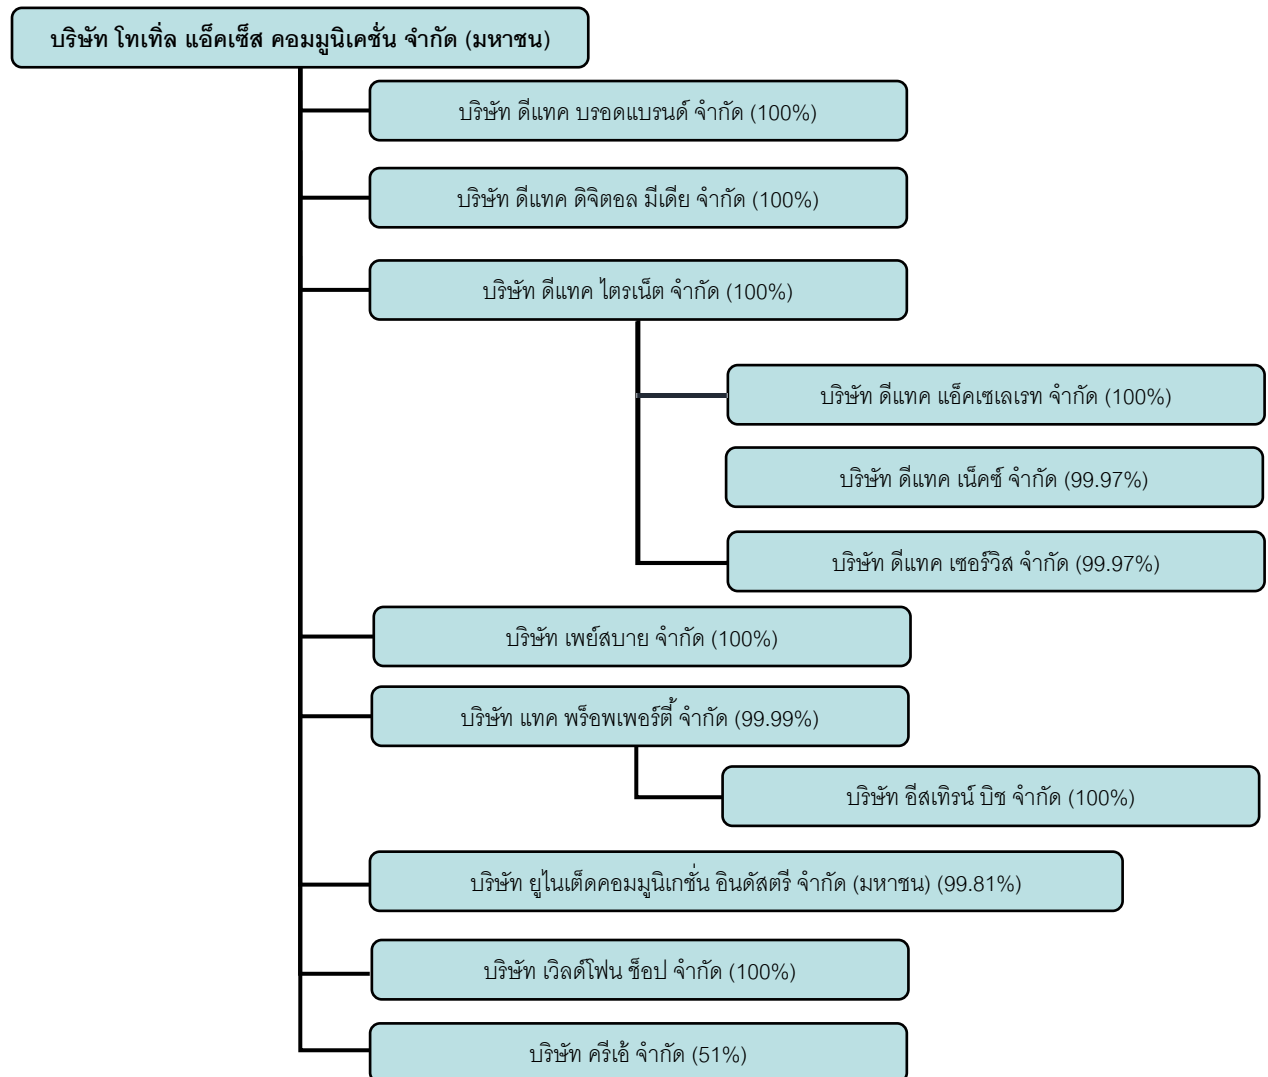 บริษัท โทเทิ่ล แอ็คเซ็ส คอมมูนิเคชั่น จำกัด (มหาชน)
บริษัท ดีแทค บรอดแบรนด์ จำกัด (100%)
บริษัท ดีแทค ดิจิตอล มีเดีย จำกัด (100%)
บริษัท ดีแทค ไตรเน็ต จำกัด (100%)
บริษัท ดีแทค แอ็คเซเลเรท จำกัด (100%)
บริษัท ดีแทค เน็คซ์ จำกัด (99.97%)
บริษัท ดีแทค เซอร์วิส จำกัด (99.97%)
บริษัท เพย์สบาย จำกัด (100%)
บริษัท แทค พร็อพเพอร์ตี้ จำกัด (99.99%)
บริษัท อีสเทิรน์ บีช จำกัด (100%)
บริษัท ยูไนเต็ดคอมมูนิเกชั่น อินดัสตรี จำกัด (มหาชน) (99.81%)
บริษัท เวิลด์โฟน ช็อป จำกัด (100%)
บริษัท ครีเอ้ จำกัด (51%)